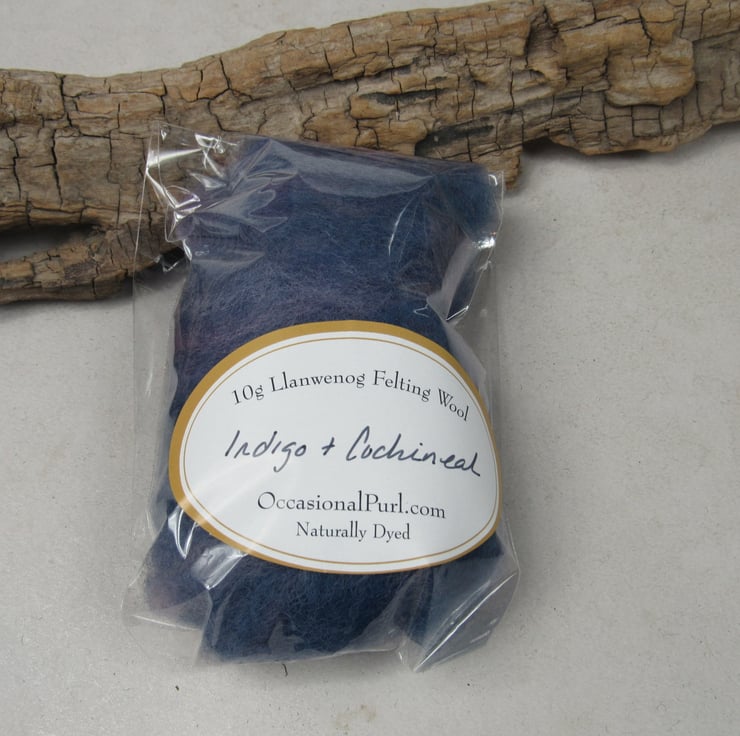 10g Llanwenog Felting Wool
Indigo + Cochineal
OccasionalPurl.com
Naturally Dyed